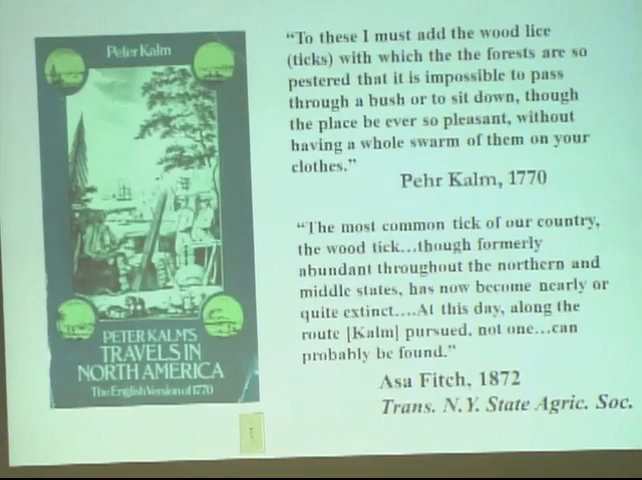 Peter Kalm
PETER KALM'S
TRAVELS IN
NORTH AMERICA
The English Version of 1770
“To these I must add the wood lice
(ticks) with which the the forests are so
pestered that it is impossible to pass
through a bush or to sit down, though
the place be ever so pleasant, without
having a whole swarm of them on your
clothes.”
Pehr Kalm, 1770
“The most common tick of our country,
the wood tick...though formerly
abundant throughout the northern and
middle states, has now become nearly or
quite extinct....At this day, along the
route [Kalm] pursued, not one...can
probably be found.”
Asa Fitch, 1872
Trans. N.Y. State Agric. Soc.